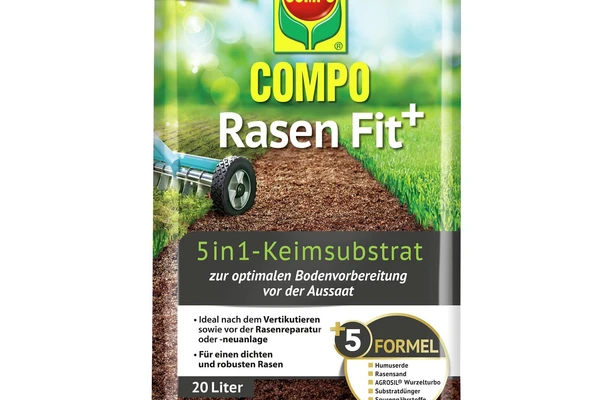 COMPO
COMPO
Rasen Fit+
5in1-Keimsubstrat
zur optimalen Bodenvorbereitung
vor der Aussaat
• Ideal nach dem Vertikutieren
sowie vor der Rasenreparatur
oder -neuanlage
• Für einen dichten
und robusten Rasen
+5 FORMEL
Humuserde
Rasensand
AGROSIL® Wurzelturbo
Substratdünger
Spurennährstoffe
20 Liter